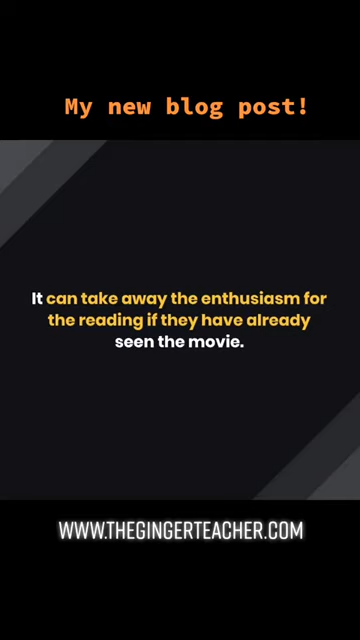 My new blog post!
It can take away the enthusiasm for
the reading if they have already
seen the movie.
WWW.THEGINGERTEACHER.COM